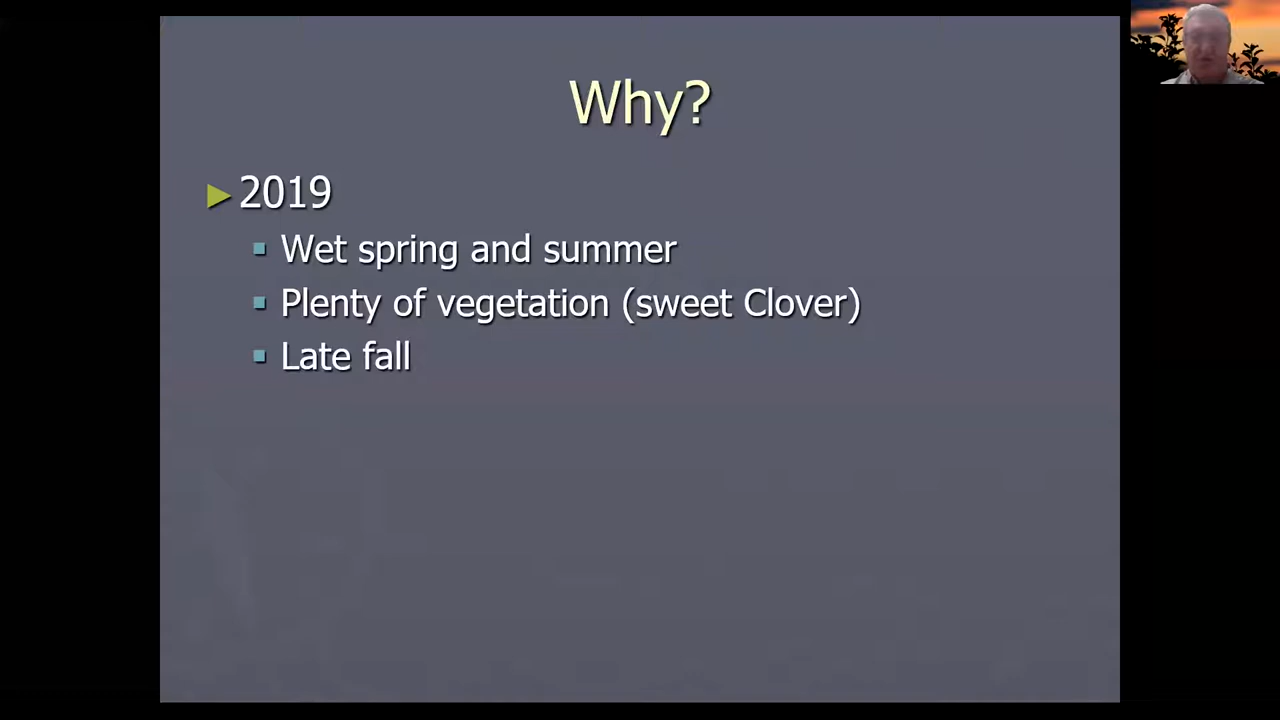 Why?
2019
Wet spring and summer
Plenty of vegetation (sweet Clover)
Late fall